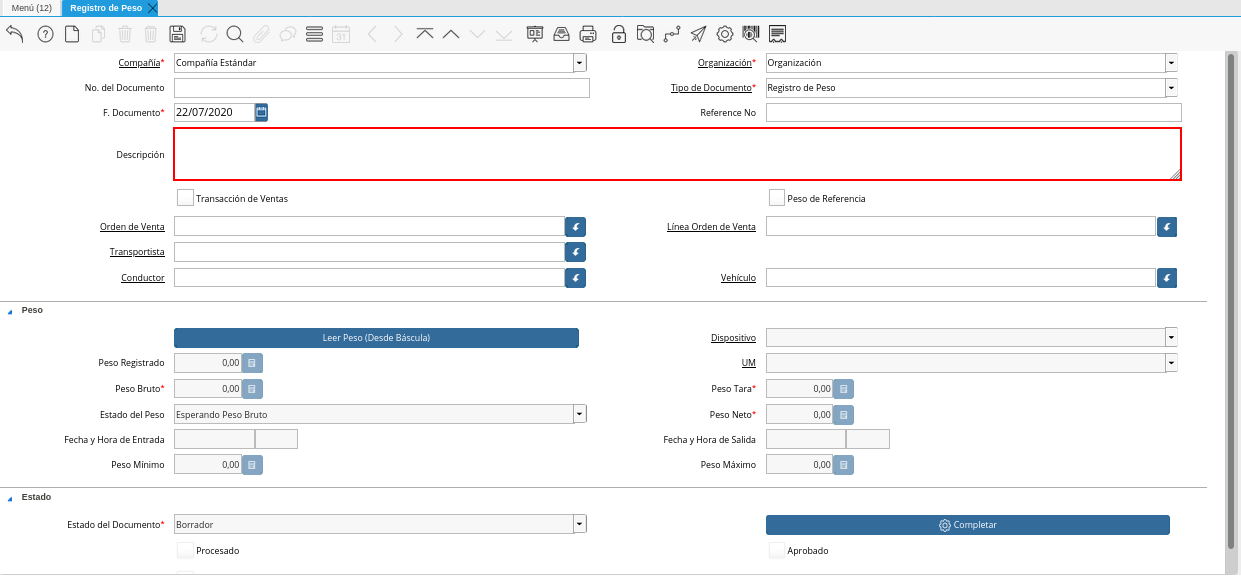 Menú (12) Registro de Peso
31
Compañía* Compañía Estándar Organización* Organización
No. del Documento Tipo de Documento* Registro de Peso
F. Documento* 22/07/2020 Reference No
Descripción
Transacción de Ventas Peso de Referencia
Orden de Venta Línea Orden de Venta
Transportista
Conductor Vehículo
Peso
Leer Peso (Desde Báscula) Dispositivo
Peso Registrado 0,00 UM
Peso Bruto* 0,00 Peso Tara* 0,00
Estado del Peso Esperando Peso Bruto Peso Neto* 0,00
Fecha y Hora de Entrada Fecha y Hora de Salida
Peso Mínimo 0,00 Peso Máximo 0,00
Estado
Estado del Documento* Borrador Completar
Procesado Aprobado